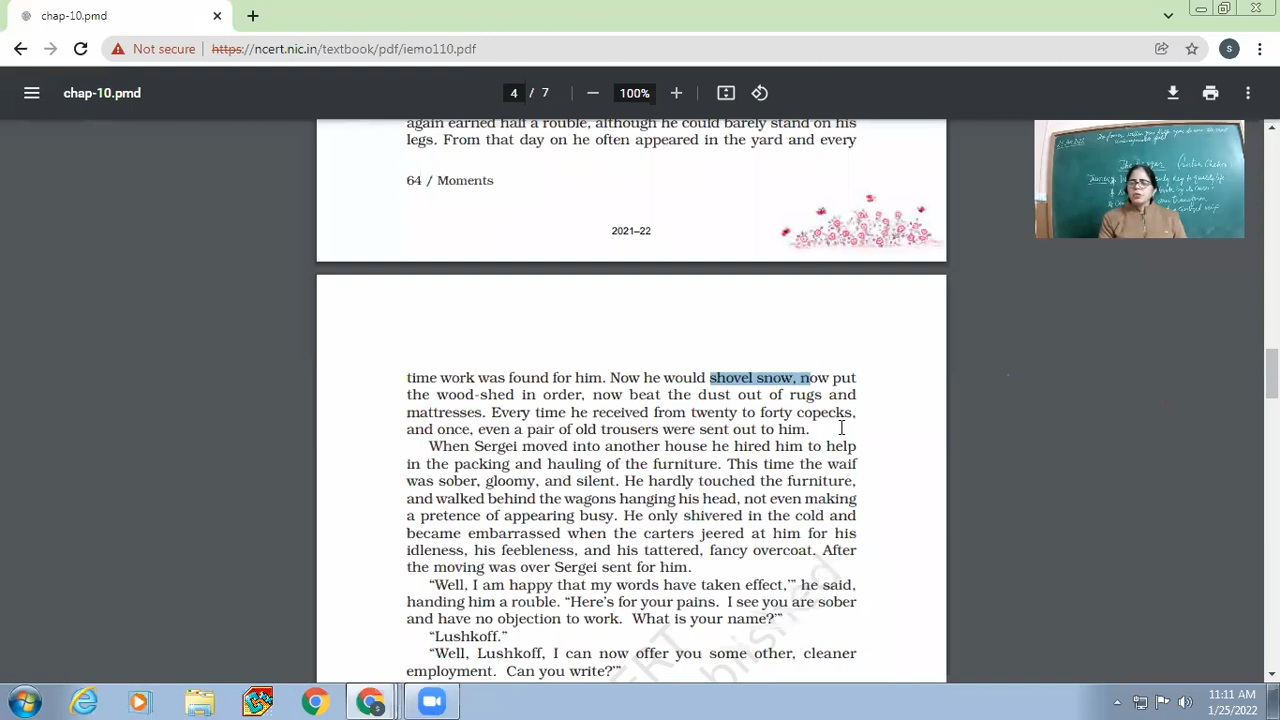 chap-10.pmd
Not secure
https://ncert.nic.in/textbook/pdf/iemo110.pdf
S
chap-10.pmd
4 / 7
100%
again earned half a rouble, although he could barely stand on his
legs. From that day on he often appeared in the yard and every
64 / Moments
2021–22
The Beggar
time work was found for him. Now he would shovel snow, now put
the wood-shed in order, now beat the dust out of rugs and
mattresses. Every time he received from twenty to forty copecks,
and once, even a pair of old trousers were sent out to him.
When Sergei moved into another house he hired him to help
in the packing and hauling of the furniture. This time the waif
was sober, gloomy, and silent. He hardly touched the furniture,
and walked behind the wagons hanging his head, not even making
a pretence of appearing busy. He only shivered in the cold and
became embarrassed when the carters jeered at him for his
idleness, his feebleness, and his tattered, fancy overcoat. After
the moving was over Sergei sent for him.
“Well, I am happy that my words have taken effect,’” he said,
handing him a rouble. “Here’s for your pains. I see you are sober
and have no objection to work. What is your name?’”
“Lushkoff.”
“Well, Lushkoff, I can now offer you some other, cleaner
employment. Can you write?’”
11:11 AM
1/25/2022